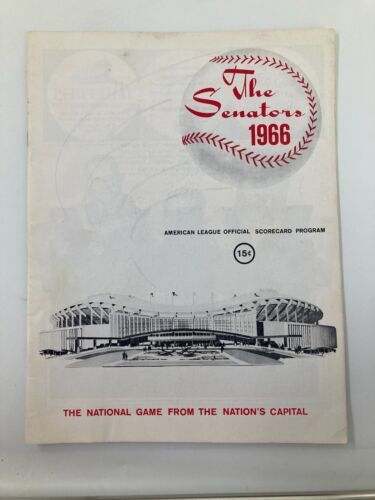 The
Senators
1966
AMERICAN LEAGUE OFFICIAL SCORECARD PROGRAM
15¢
THE NATIONAL GAME FROM THE NATION'S CAPITAL